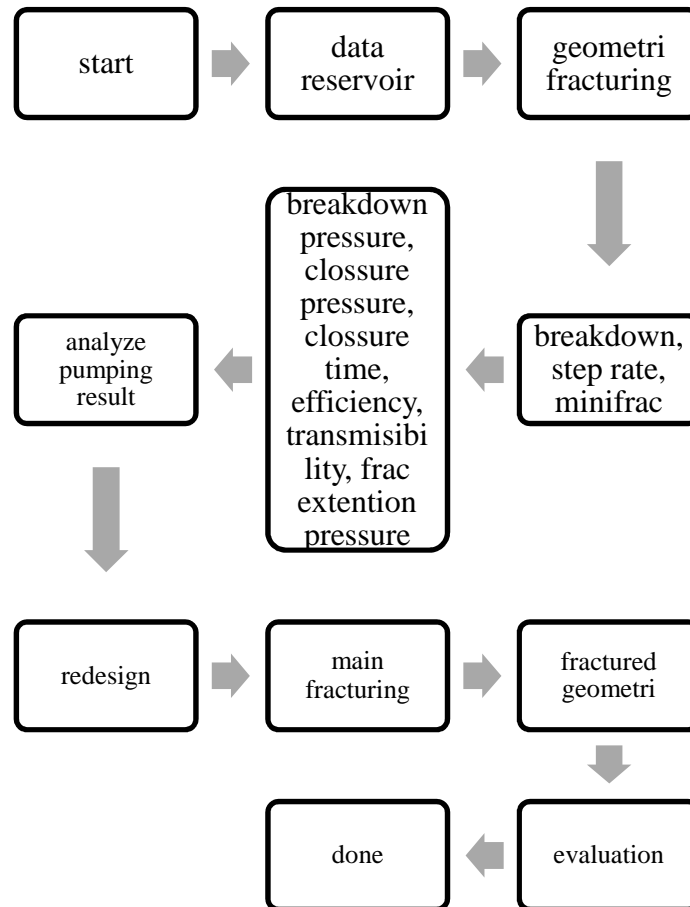 start
data
reservoir
geometri
fracturing
breakdown,
step rate,
minifrac
breakdown
pressure,
clossure
pressure,
clossure
time,
efficiency,
transmisibi
lity, frac
extention
pressure
analyze
pumping
result
redesign
main
fracturing
fractured
geometri
evaluation
done